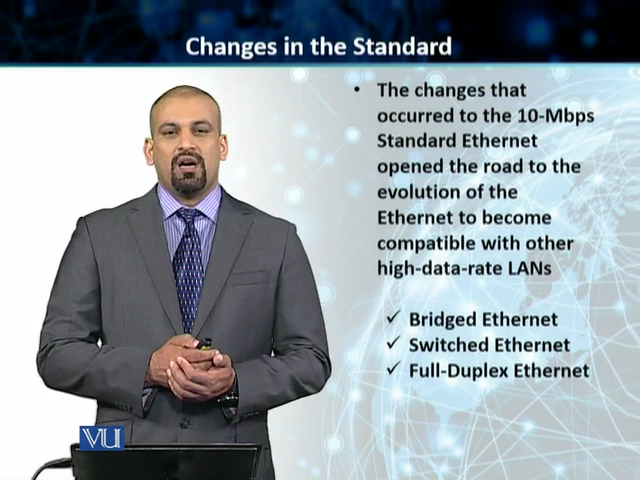 Changes in the Standard
• The changes that
occurred to the 10-Mbps
Standard Ethernet
opened the road to the
evolution of the
Ethernet to become
compatible with other
high-data-rate LANs
✓ Bridged Ethernet
✓ Switched Ethernet
✓ Full-Duplex Ethernet
VU